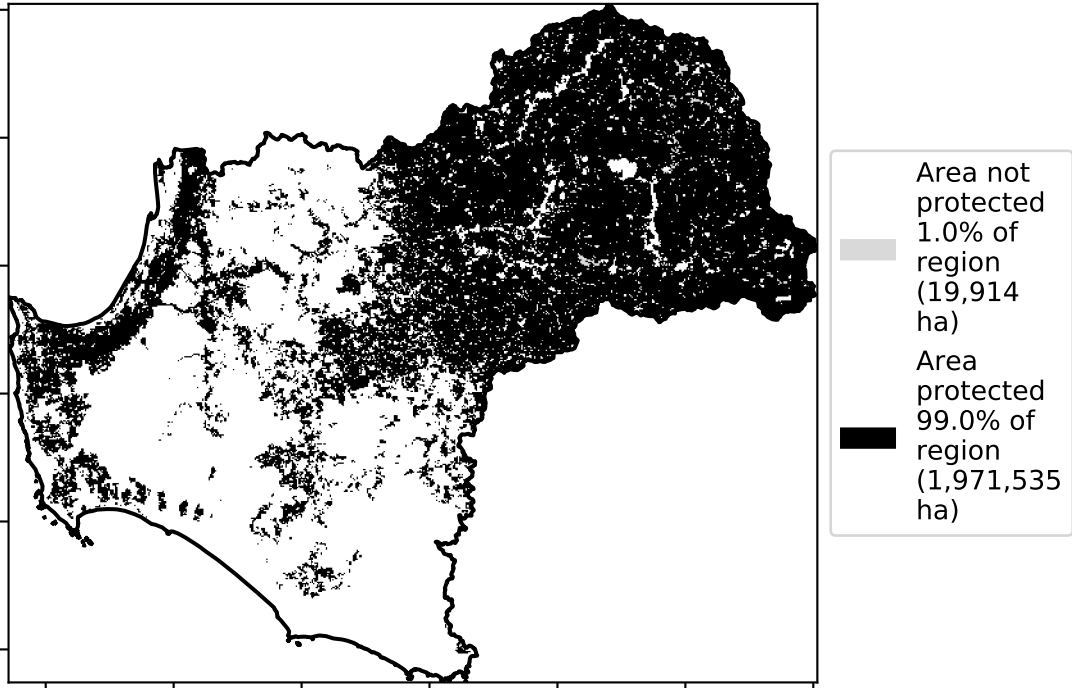 Area not
protected
1.0% of
region
(19,914
ha)
Area
protected
99.0% of
region
(1,971,535
ha)